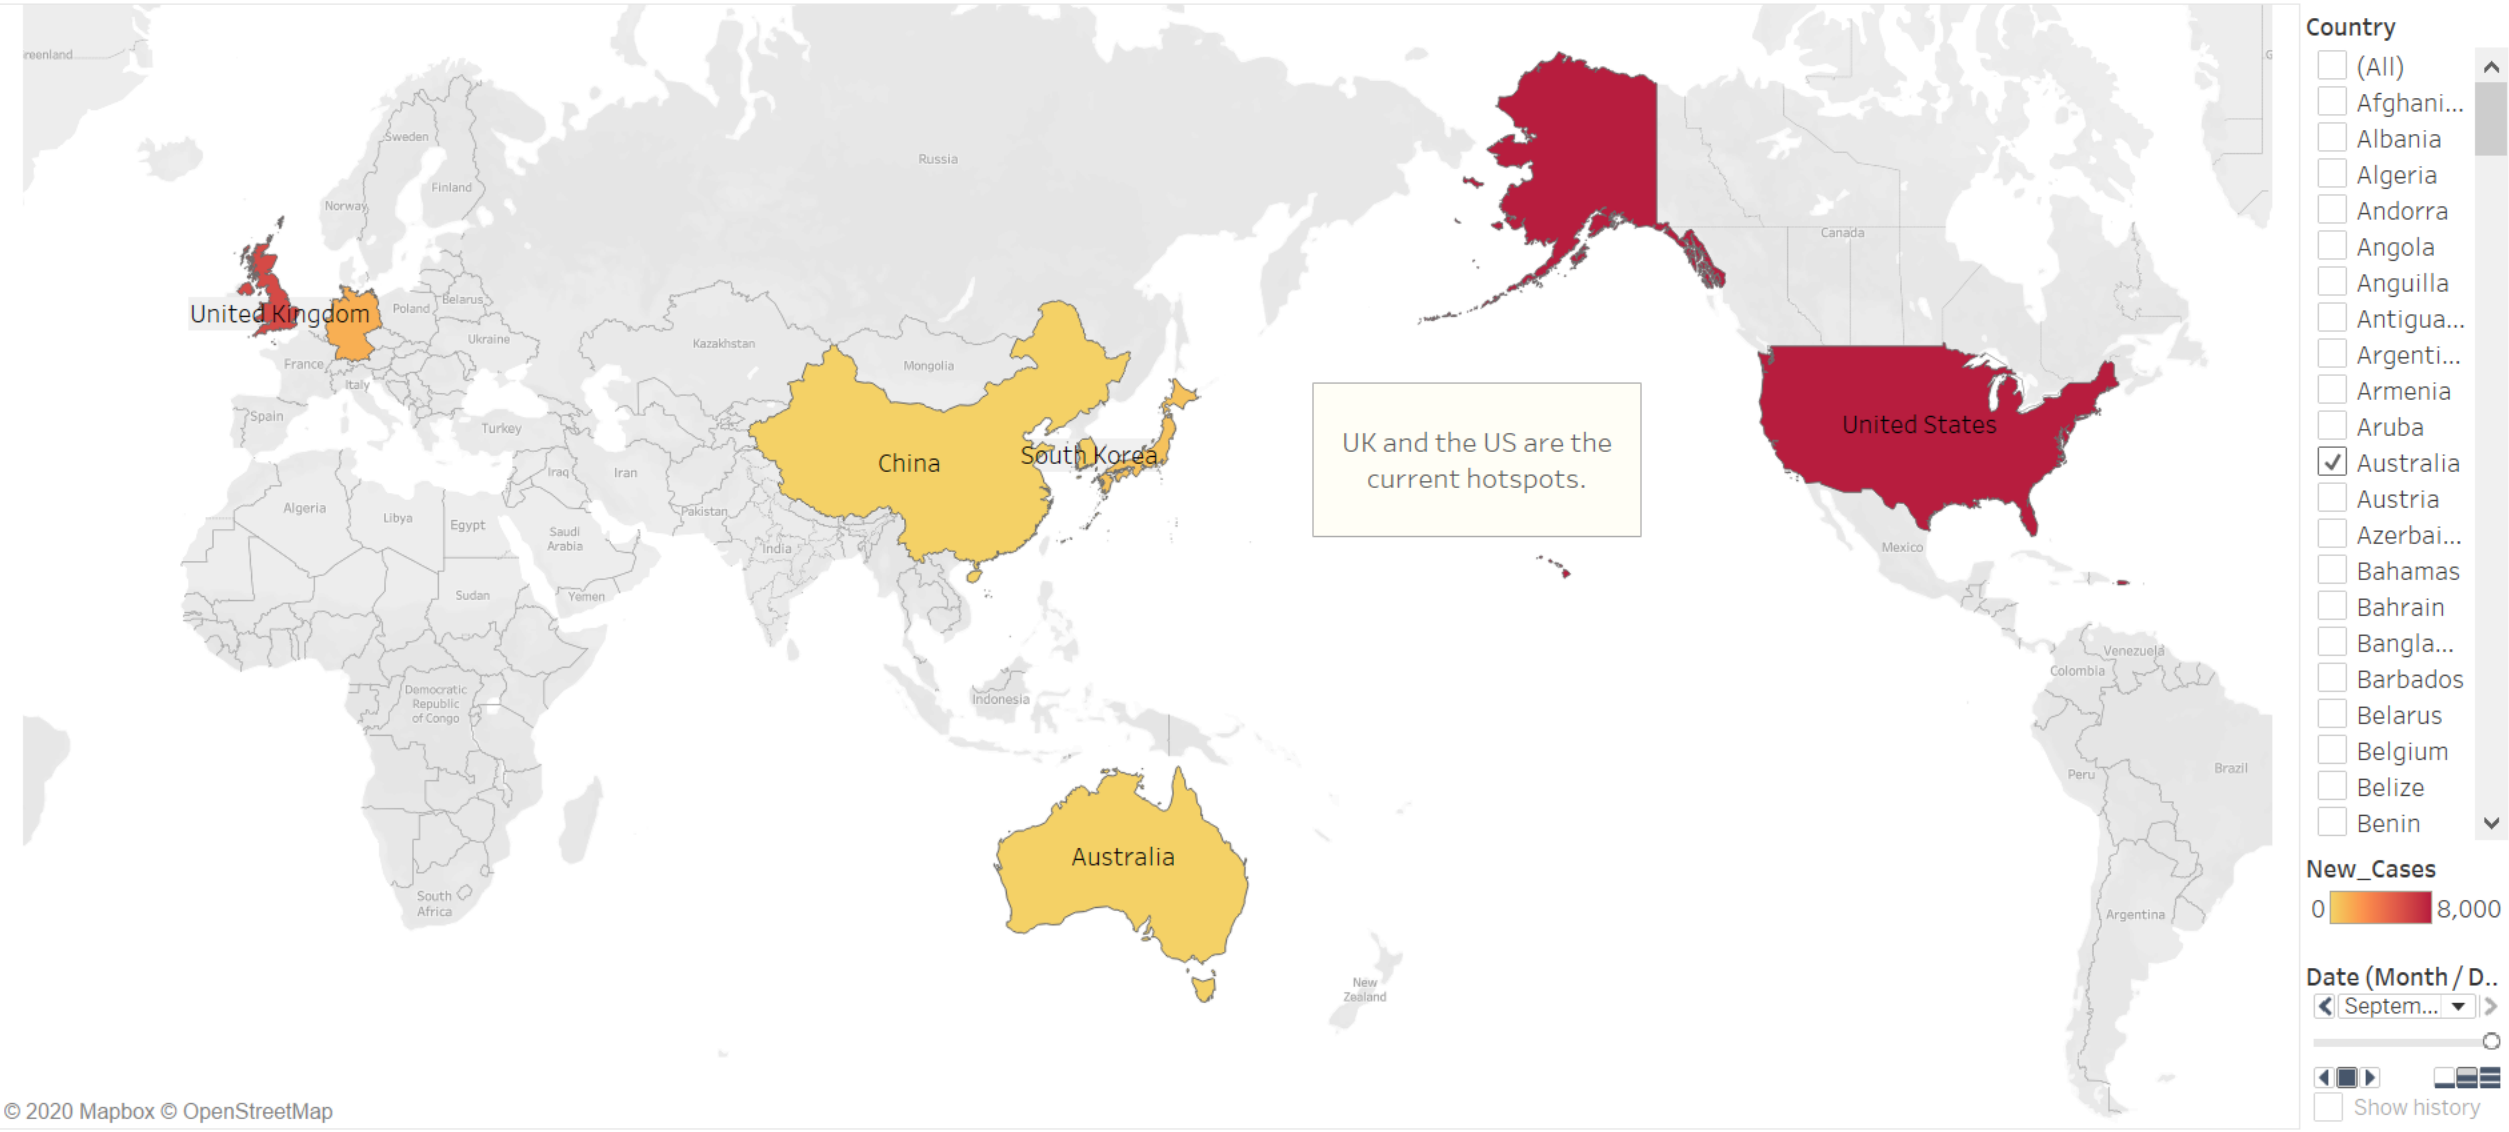 reenland
Sweden
Finland
Norway
Russia
United Kingdom
Poland
Belarus
Ukraine
France
Italy
Spain
Turkey
Kazakhstan
Mongolia
China
South Korea
Iraq
Iran
Pakistan
India
Algeria
Libya
Egypt
Saudi
Arabia
Yemen
Sudan
Democratic
Republic
of Congo
South
Africa
Indonesia
Australia
New
Zealand
UK and the US are the
current hotspots.
Canada
United States
Mexico
Venezuela
Colombia
Peru
Brazil
Argentina
G
© 2020 Mapbox © OpenStreetMap
Country
(All)
Afghani...
Albania
Algeria
Andorra
Angola
Anguilla
Antigua...
Argenti...
Armenia
Aruba
Australia
Austria
Azerbai...
Bahamas
Bahrain
Bangla...
Barbados
Belarus
Belgium
Belize
Benin
New_Cases
0 8,000
Date (Month / D..
Septem...
Show history